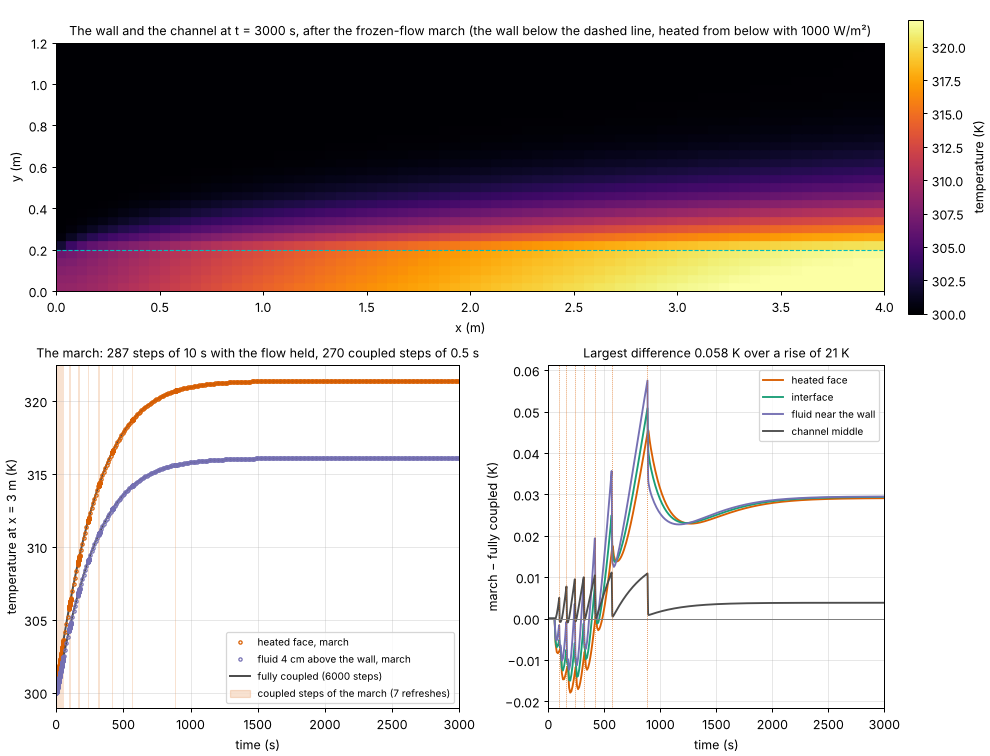 The wall and the channel at t = 3000 s, after the frozen-flow march (the wall below the dashed line, heated from below with 1000 W/m²)
1.2
1.0
0.8
0.6
0.4
0.2
0.0
y (m)
0.0 0.5 1.0 1.5 2.0 2.5 3.0 3.5 4.0
x (m)
320.0
317.5
315.0
312.5
310.0
307.5
305.0
302.5
300.0
temperature (K)
The march: 287 steps of 10 s with the flow held, 270 coupled steps of 0.5 s
320
315
310
305
300
temperature at x = 3 m (K)
heated face, march
fluid 4 cm above the wall, march
fully coupled (6000 steps)
coupled steps of the march (7 refreshes)
0 500 1000 1500 2000 2500 3000
time (s)
Largest difference 0.058 K over a rise of 21 K
0.06
0.05
0.04
0.03
0.02
0.01
0.00
−0.01
−0.02
march − fully coupled (K)
heated face
interface
fluid near the wall
channel middle
0 500 1000 1500 2000 2500 3000
time (s)